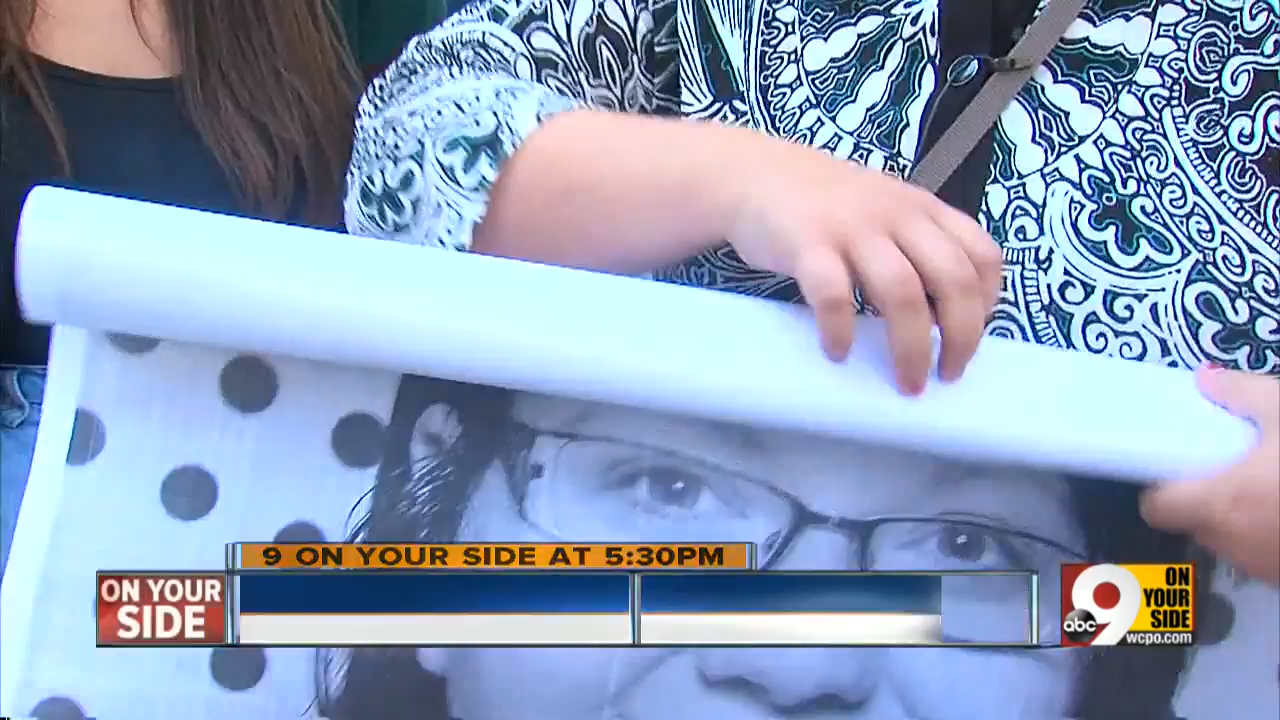 9 ON YOUR SIDE AT 5:30PM
ON YOUR
SIDE
abc 9
ON
YOUR
SIDE
wcpo.com